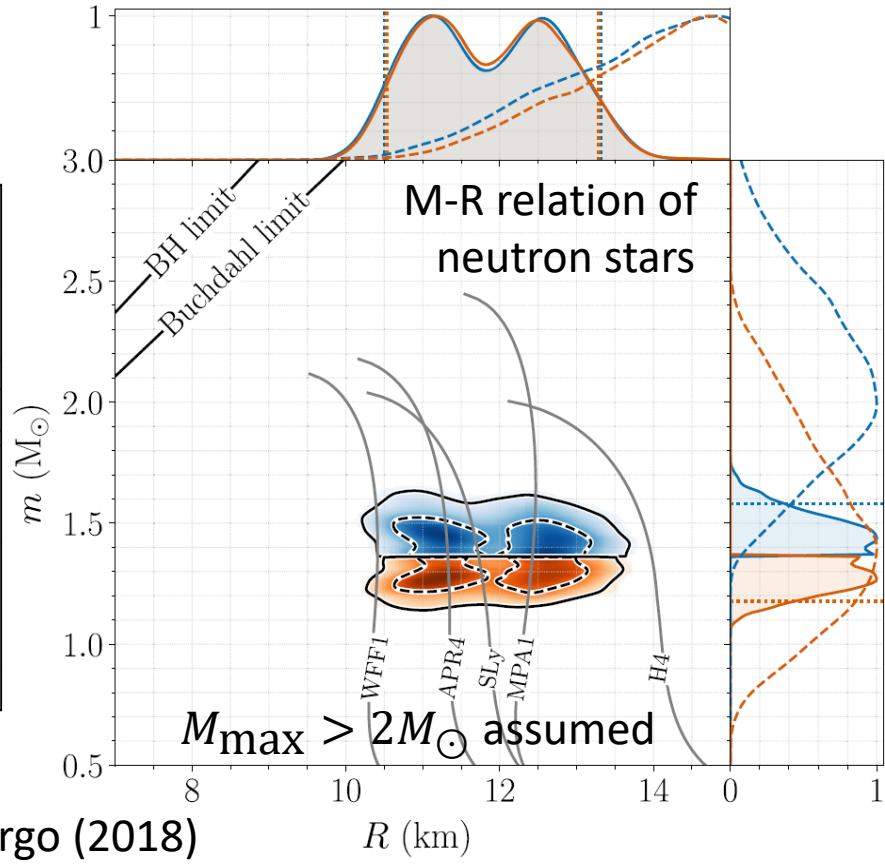 1
3.0
BH limit
Buchdahl limit
M-R relation of
neutron stars
2.5
2.0
m (M⊙)
1.5
1.0
WFF1
APR4
SLy
MPA1
H4
M_max > 2M⊙ assumed
0.5
8 10 12 14 0 1
rgo (2018)
R (km)